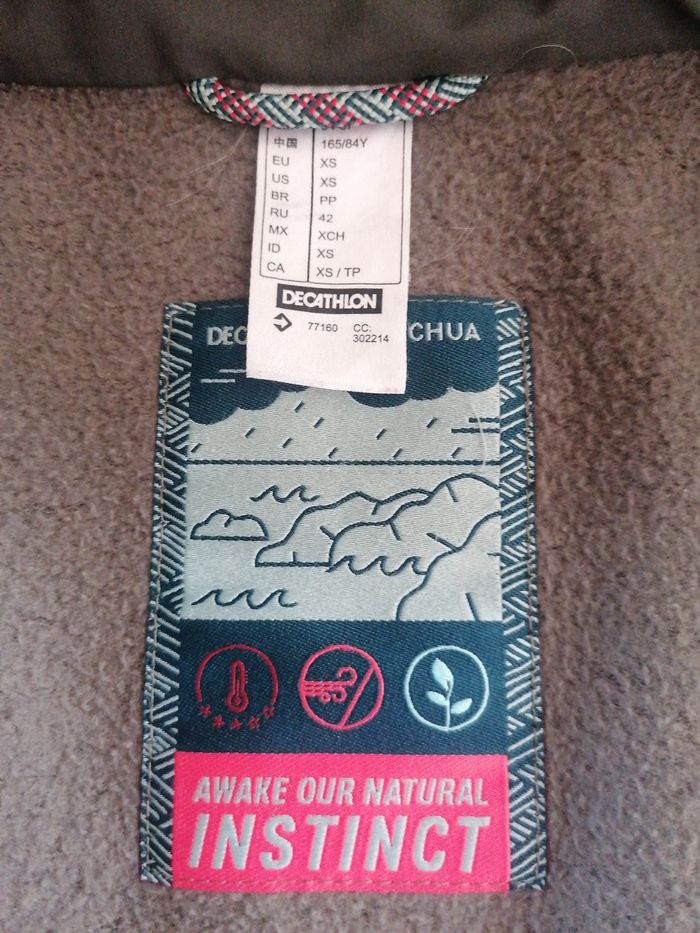 中国 165/84Y
EU XS
US XS
BR PP
RU 42
MX XCH
ID XS
CA XS / TP
DECATHLON
77160 CC:
302214
DEC CHUA
AWAKE OUR NATURAL
INSTINCT